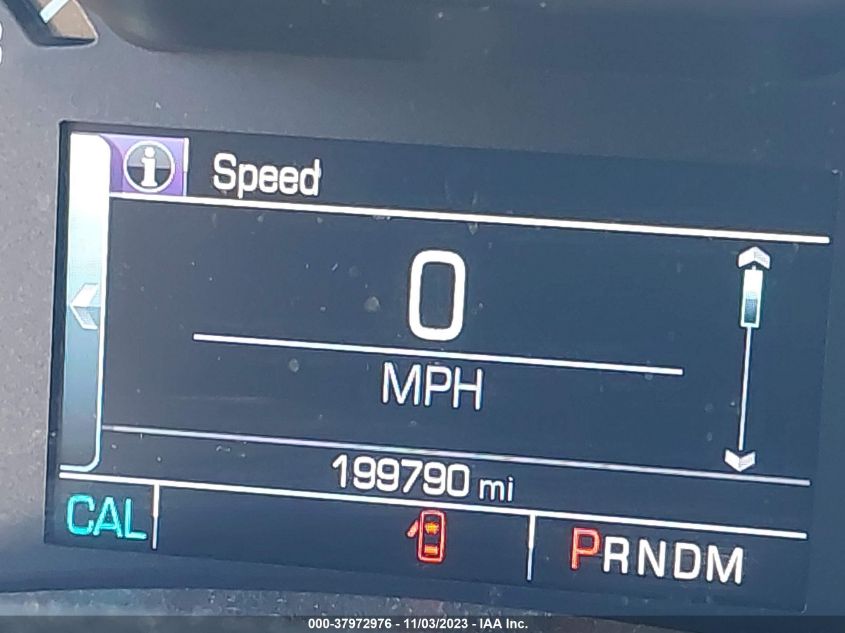 i Speed
0
MPH
199790 mi
CAL PRNDM
000-37972976 - 11/03/2023 - IAA Inc.